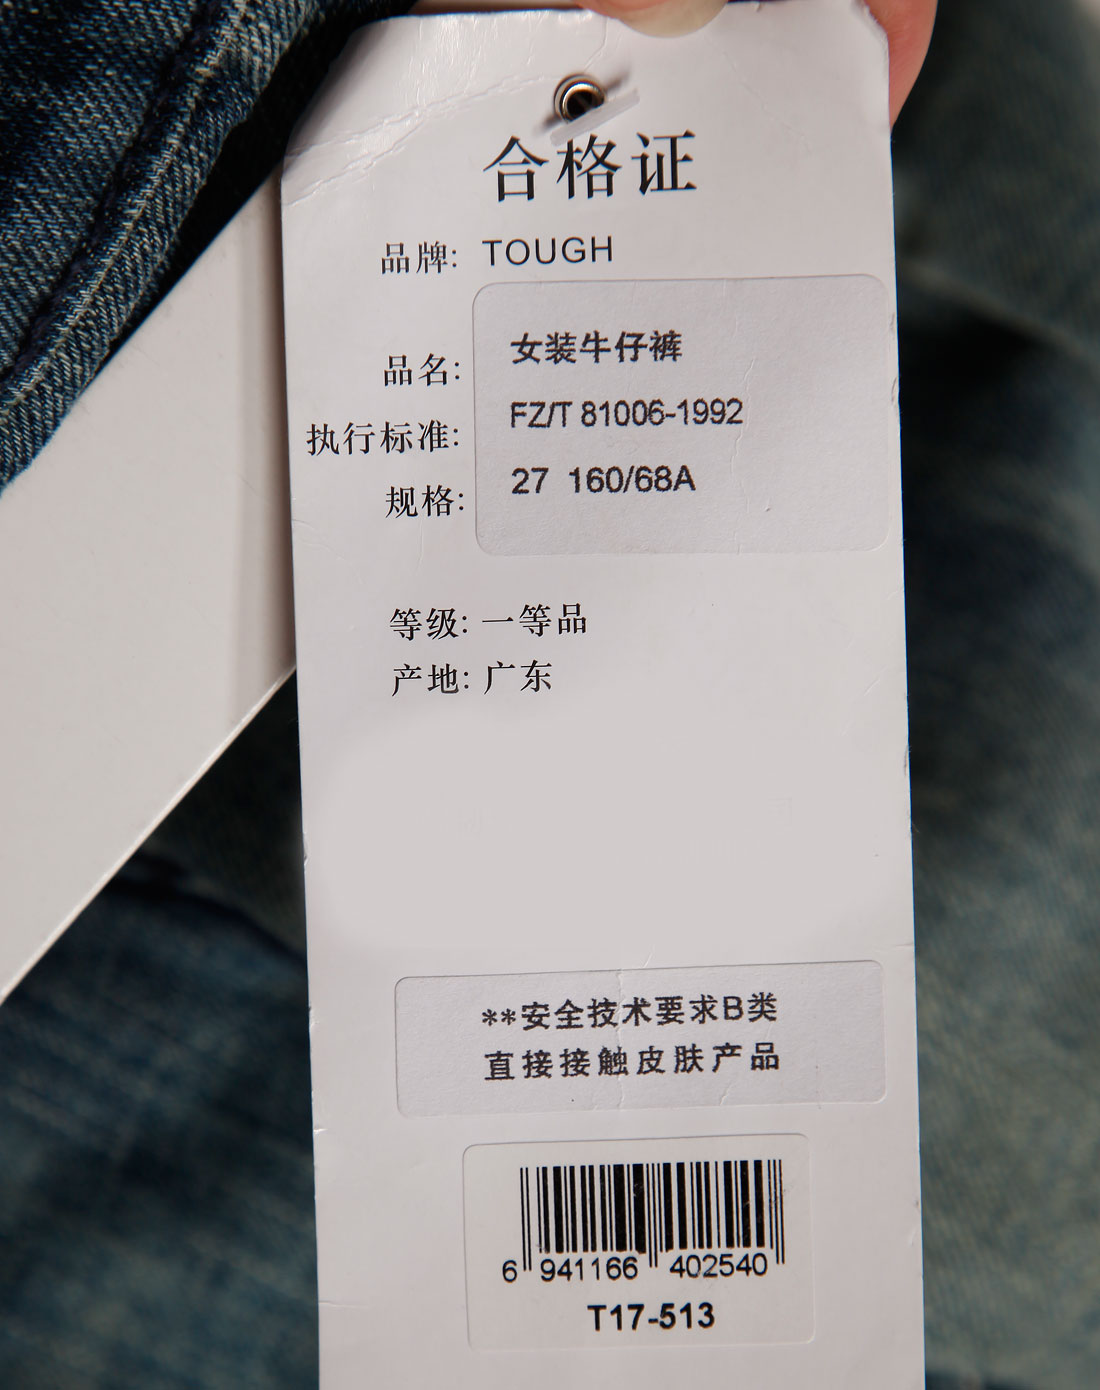 合格证
品牌: TOUGH
品名: 女装牛仔裤
执行标准: FZ/T 81006-1992
规格: 27 160/68A
等级: 一等品
产地: 广东
**安全技术要求B类
直接接触皮肤产品
6 941166 402540
T17-513